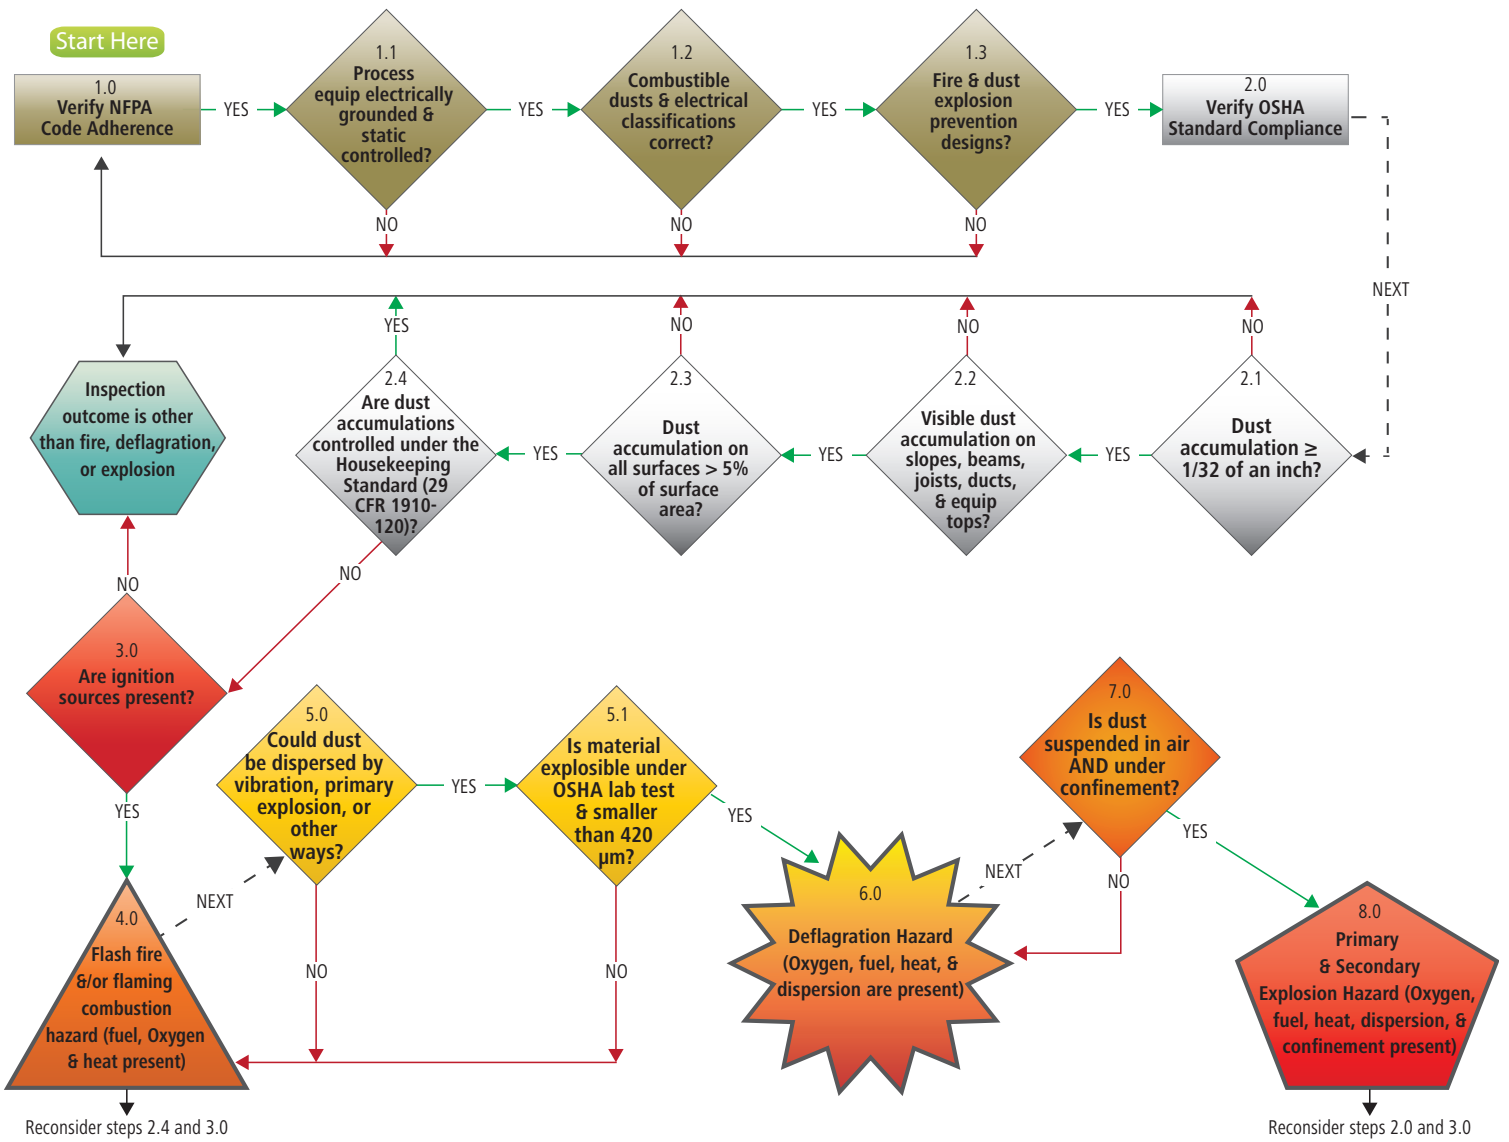 Start Here
1.0
Verify NFPA
Code Adherence
YES
1.1
Process
equip electrically
grounded &
static
controlled?
YES
NO
1.2
Combustible
dusts & electrical
classifications
correct?
YES
NO
1.3
Fire & dust
explosion
prevention
designs?
YES
NO
2.0
Verify OSHA
Standard Compliance
NEXT
2.1
Dust
accumulation ≥
1/32 of an inch?
NO
YES
2.2
Visible dust
accumulation on
slopes, beams,
joists, ducts,
& equip
tops?
NO
YES
2.3
Dust
accumulation on
all surfaces > 5%
of surface
area?
NO
YES
2.4
Are dust
accumulations
controlled under the
Housekeeping
Standard (29
CFR 1910-
120)?
YES
NO
Inspection
outcome is other
than fire, deflagration,
or explosion
NO
3.0
Are ignition
sources present?
YES
4.0
Flash fire
&/or flaming
combustion
hazard (fuel, Oxygen
& heat present)
Reconsider steps 2.4 and 3.0
NEXT
5.0
Could dust
be dispersed by
vibration, primary
explosion, or
other
ways?
YES
NO
5.1
Is material
explosible under
OSHA lab test
& smaller
than 420
µm?
YES
NO
6.0
Deflagration Hazard
(Oxygen, fuel, heat, &
dispersion are present)
NEXT
7.0
Is dust
suspended in air
AND under
confinement?
NO
YES
8.0
Primary
& Secondary
Explosion Hazard (Oxygen,
fuel, heat, dispersion, &
confinement present)
Reconsider steps 2.0 and 3.0